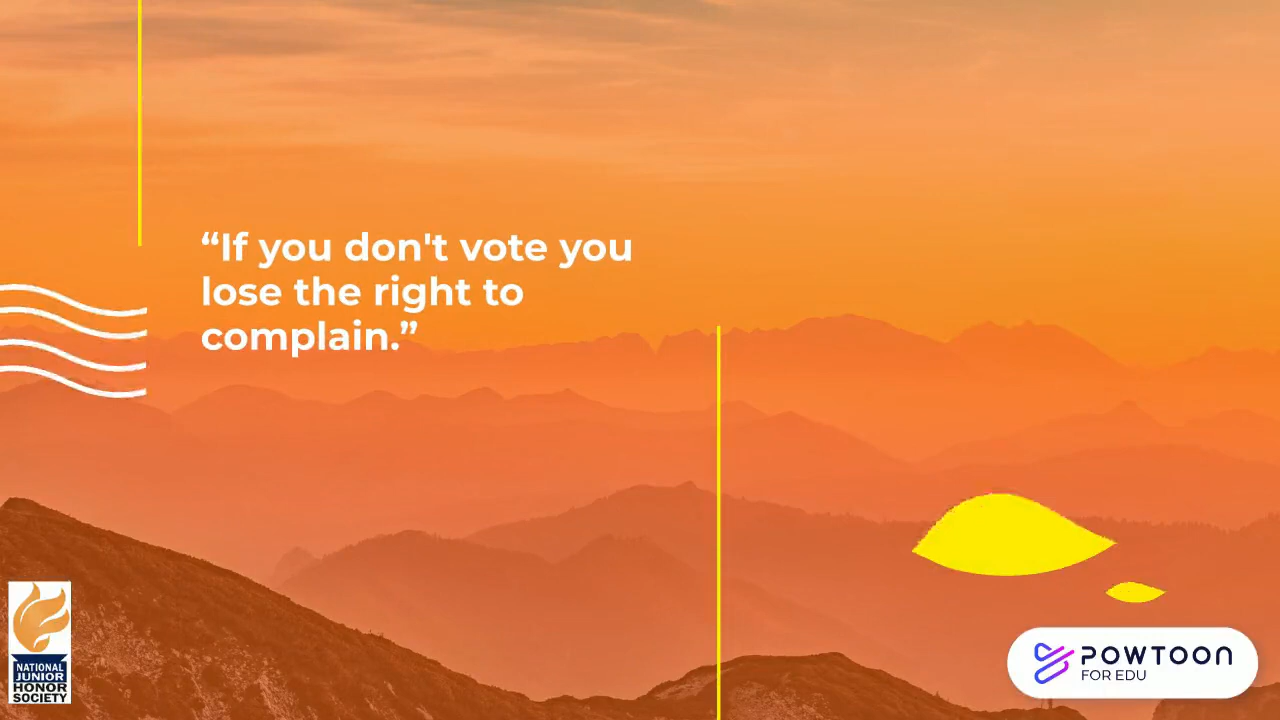 “If you don't vote you
lose the right to
complain.”
NATIONAL
JUNIOR
HONOR
SOCIETY
POWTOON
FOR EDU